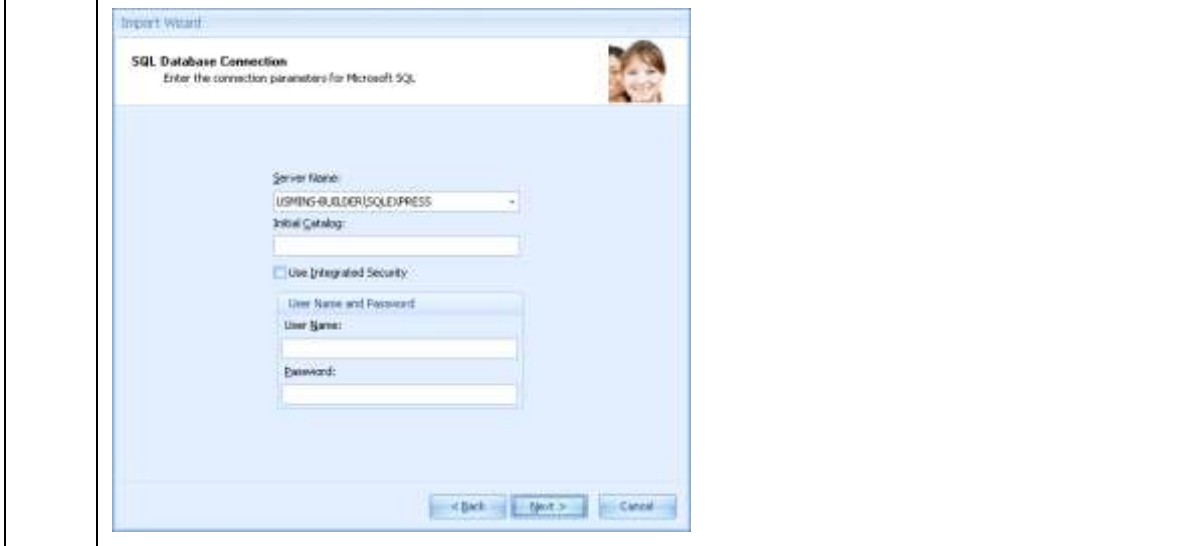 Import Wizard
SQL Database Connection
Enter the connection parameters for Microsoft SQL
Server Name:
USMINS-BUILDER\SQLEXPRESS
Initial Catalog:
Use Integrated Security
User Name and Password
User Name:
Password:
< Back
Next >
Cancel